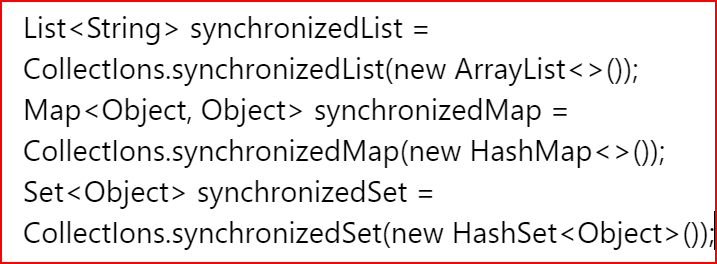 List<String> synchronizedList =
CollectIons.synchronizedList(new ArrayList<>());
Map<Object, Object> synchronizedMap =
CollectIons.synchronizedMap(new HashMap<>());
Set<Object> synchronizedSet =
CollectIons.synchronizedSet(new HashSet<Object>());